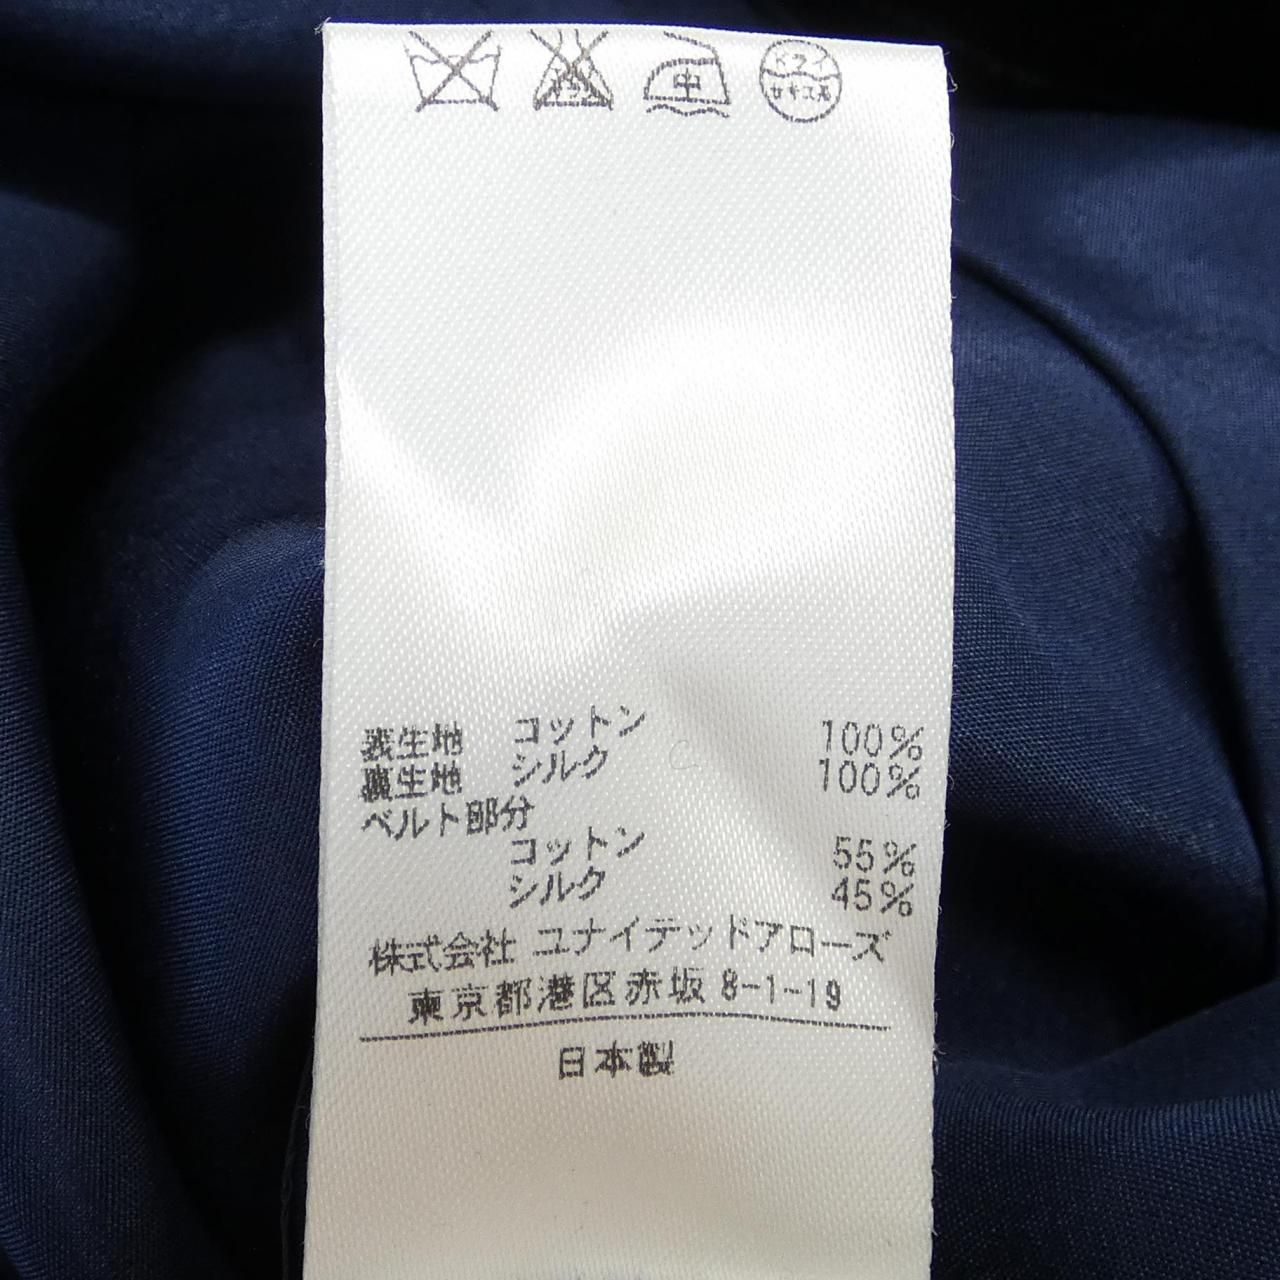 中 ドライ セキユ系
表生地 コットン 100%
裏生地 シルク 100%
ベルト部分
コットン 55%
シルク 45%
株式会社 ユナイテッドアローズ
東京都港区赤坂 8-1-19
日本製